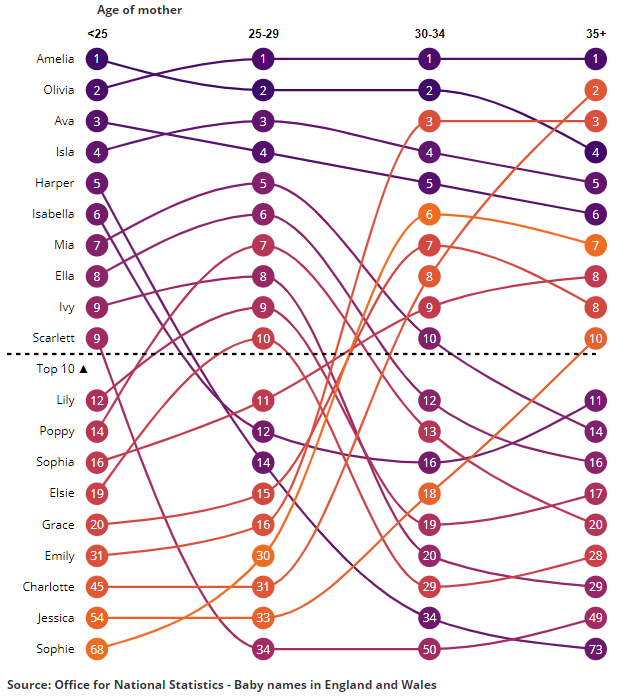 Age of mother
<25 25-29 30-34 35+
Amelia 1 1 1 1
Olivia 2 2 2 2
Ava 3 3 3 3
Isla 4 4 4 4
Harper 5 5 5 5
Isabella 6 6 6 6
Mia 7 7 7 7
Ella 8 8 8 8
Ivy 9 9 9 8
Scarlett 9 10 10 10
Top 10 ▲
Lily 12 11 12 11
Poppy 14 12 13 14
Sophia 16 14 16 16
Elsie 19 15 18 17
Grace 20 16 19 20
Emily 31 30 20 28
Charlotte 45 31 29 29
Jessica 54 33 34 49
Sophie 68 34 50 73
Source: Office for National Statistics - Baby names in England and Wales